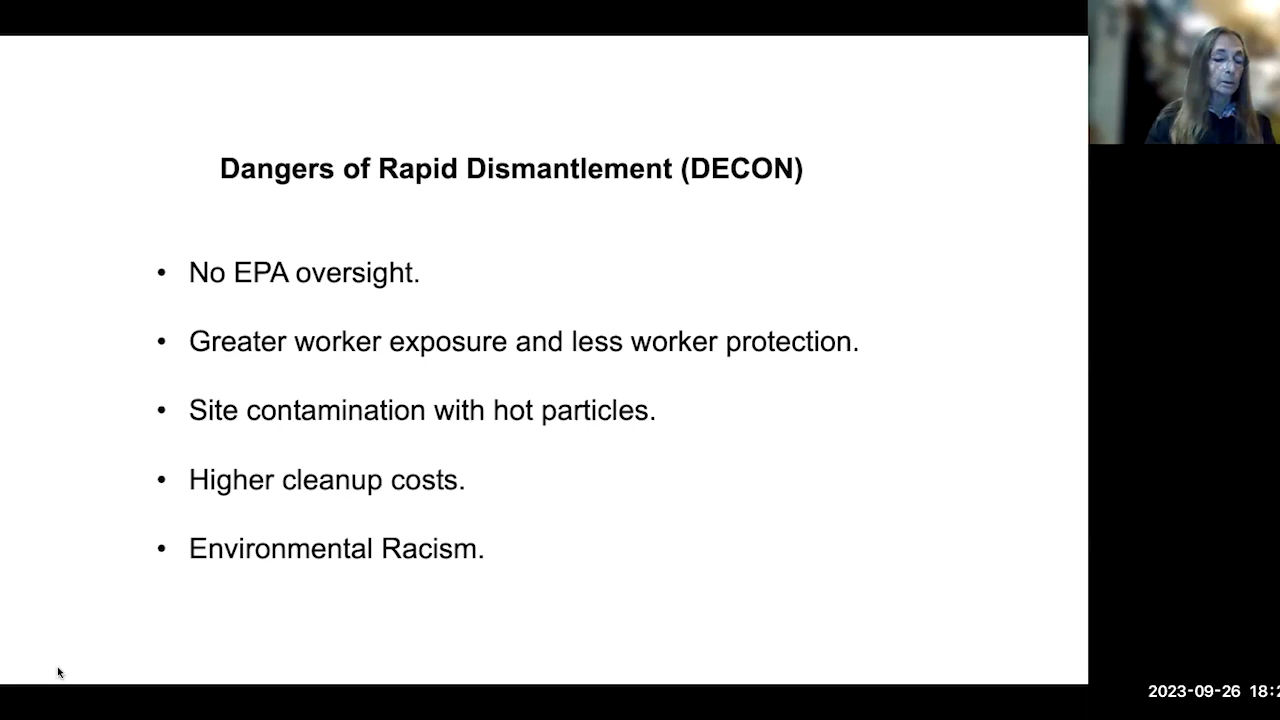 Dangers of Rapid Dismantlement (DECON)
• No EPA oversight.
• Greater worker exposure and less worker protection.
• Site contamination with hot particles.
• Higher cleanup costs.
• Environmental Racism.
2023-09-26 18:2